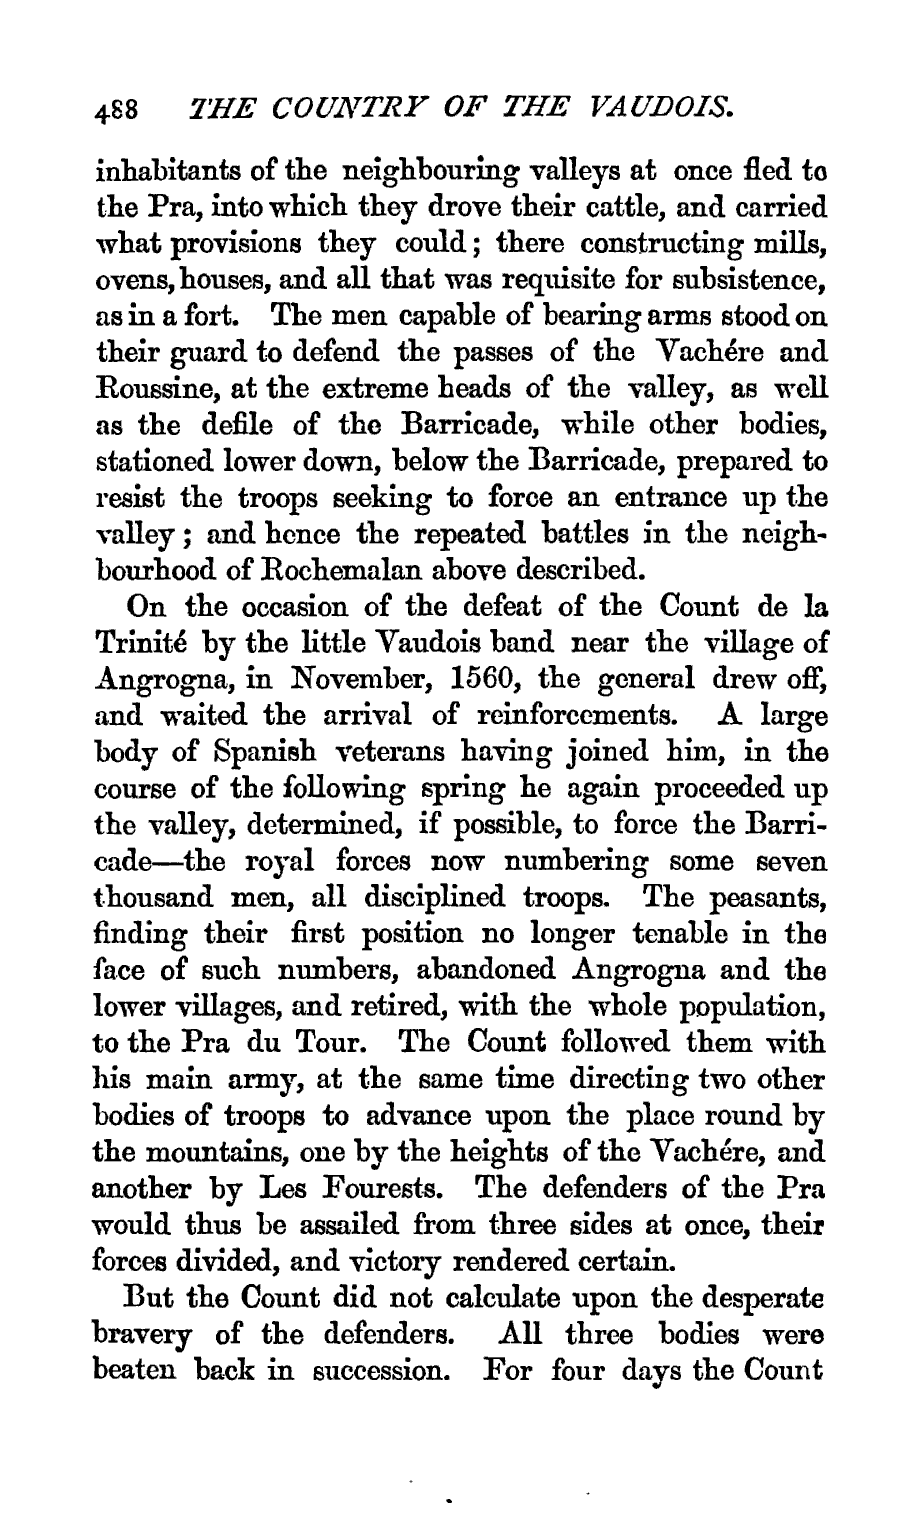 488 THE COUNTRY OF THE VAUDOIS.
inhabitants of the neighbouring valleys at once fled to
the Pra, into which they drove their cattle, and carried
what provisions they could; there constructing mills,
ovens, houses, and all that was requisite for subsistence,
as in a fort. The men capable of bearing arms stood on
their guard to defend the passes of the Vachére and
Roussine, at the extreme heads of the valley, as well
as the defile of the Barricade, while other bodies,
stationed lower down, below the Barricade, prepared to
resist the troops seeking to force an entrance up the
valley; and hence the repeated battles in the neigh-
bourhood of Rochemalan above described.
On the occasion of the defeat of the Count de la
Trinité by the little Vaudois band near the village of
Angrogna, in November, 1560, the general drew off,
and waited the arrival of reinforcements. A large
body of Spanish veterans having joined him, in the
course of the following spring he again proceeded up
the valley, determined, if possible, to force the Barri-
cade—the royal forces now numbering some seven
thousand men, all disciplined troops. The peasants,
finding their first position no longer tenable in the
face of such numbers, abandoned Angrogna and the
lower villages, and retired, with the whole population,
to the Pra du Tour. The Count followed them with
his main army, at the same time directing two other
bodies of troops to advance upon the place round by
the mountains, one by the heights of the Vachére, and
another by Les Fourests. The defenders of the Pra
would thus be assailed from three sides at once, their
forces divided, and victory rendered certain.
But the Count did not calculate upon the desperate
bravery of the defenders. All three bodies were
beaten back in succession. For four days the Count